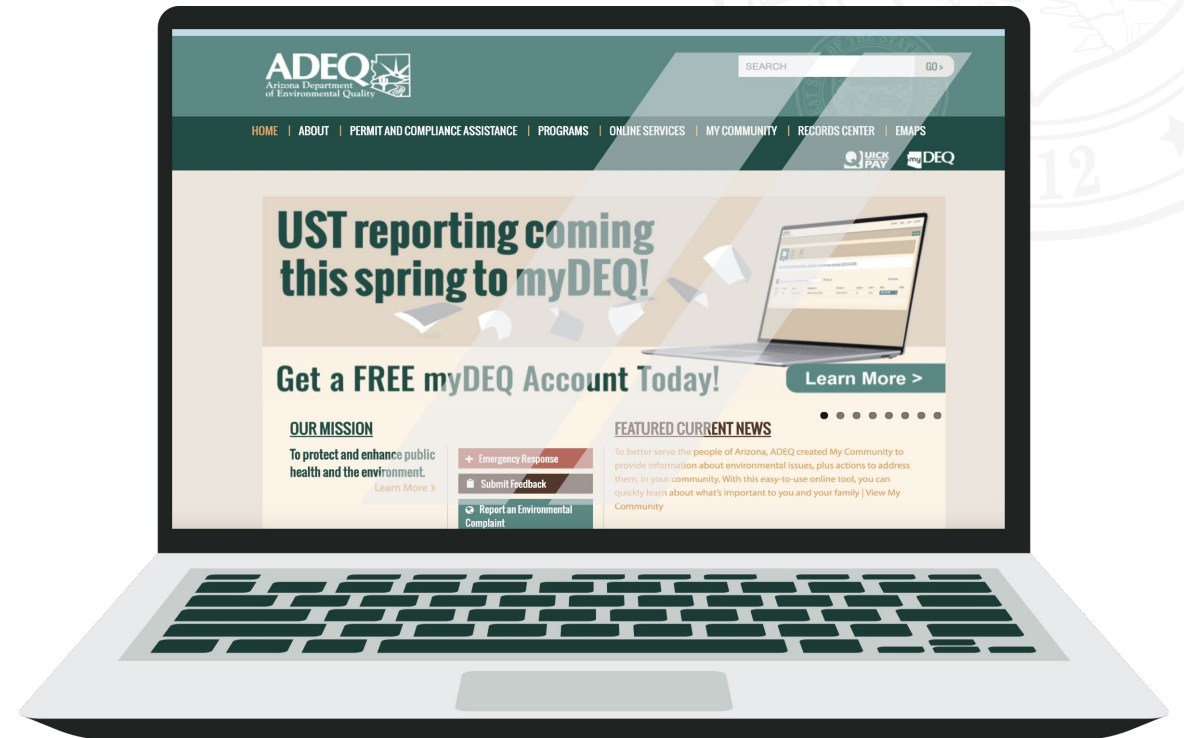 ADEQ
Arizona Department
of Environmental Quality
SEARCH GO >
HOME | ABOUT | PERMIT AND COMPLIANCE ASSISTANCE | PROGRAMS | ONLINE SERVICES | MY COMMUNITY | RECORDS CENTER | EMAPS
QUICK PAY myDEQ
UST reporting coming
this spring to myDEQ!
Get a FREE myDEQ Account Today!
Learn More >
OUR MISSION
To protect and enhance public
health and the environment.
Learn More >
+ Emergency Response
Submit Feedback
Report an Environmental
Complaint
FEATURED CURRENT NEWS
To better serve the people of Arizona, ADEQ created My Community to
provide information about environmental issues, plus actions to address
them, in your community. With this easy-to-use online tool, you can
quickly learn about what's important to you and your family | View My
Community
12